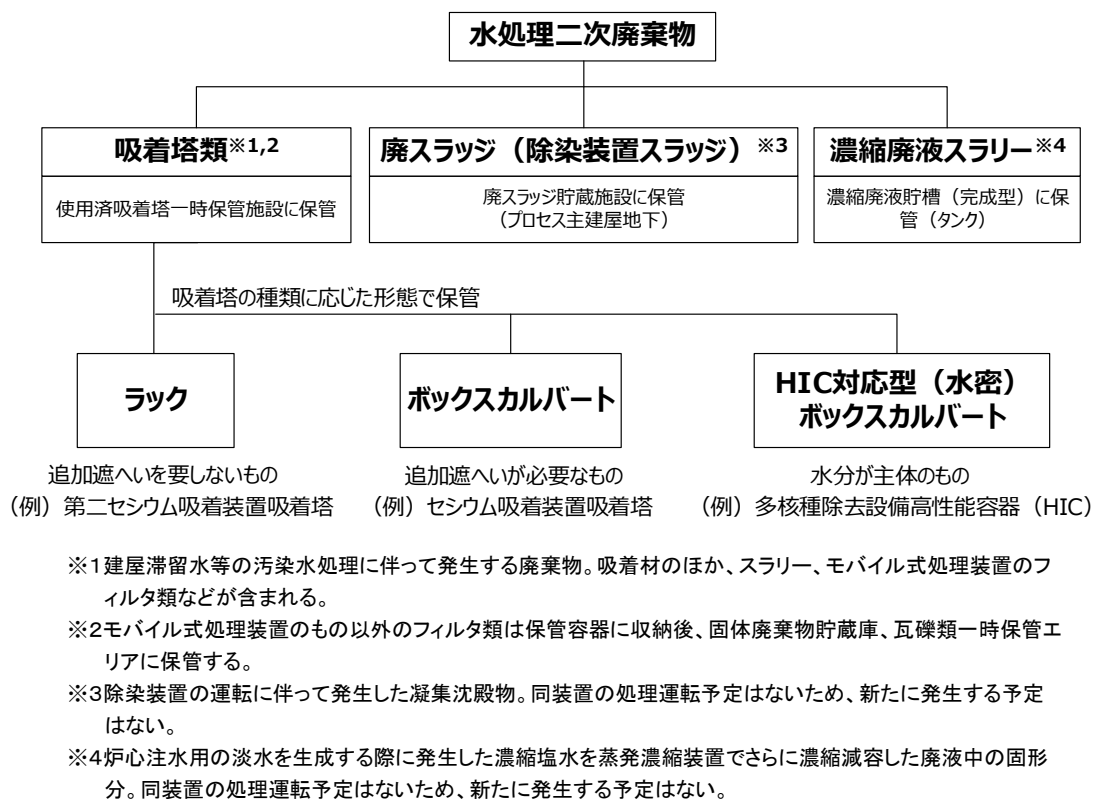 水処理二次廃棄物
吸着塔類※1,2
使用済吸着塔一時保管施設に保管
廃スラッジ（除染装置スラッジ）※3
廃スラッジ貯蔵施設に保管
（プロセス主建屋地下）
濃縮廃液スラリー※4
濃縮廃液貯槽（完成型）に保
管（タンク）
吸着塔の種類に応じた形態で保管
ラック
ボックスカルバート
HIC対応型（水密）
ボックスカルバート
追加遮へいを要しないもの
（例）第二セシウム吸着装置吸着塔
追加遮へいが必要なもの
（例）セシウム吸着装置吸着塔
水分が主体のもの
（例）多核種除去設備高性能容器（HIC）
※1建屋滞留水等の汚染水処理に伴って発生する廃棄物。吸着材のほか、スラリー、モバイル式処理装置のフ
ィルタ類などが含まれる。
※2モバイル式処理装置のもの以外のフィルタ類は保管容器に収納後、固体廃棄物貯蔵庫、瓦礫類一時保管エ
リアに保管する。
※3除染装置の運転に伴って発生した凝集沈殿物。同装置の処理運転予定はないため、新たに発生する予定
はない。
※4炉心注水用の淡水を生成する際に発生した濃縮塩水を蒸発濃縮装置でさらに濃縮減容した廃液中の固形
分。同装置の処理運転予定はないため、新たに発生する予定はない。